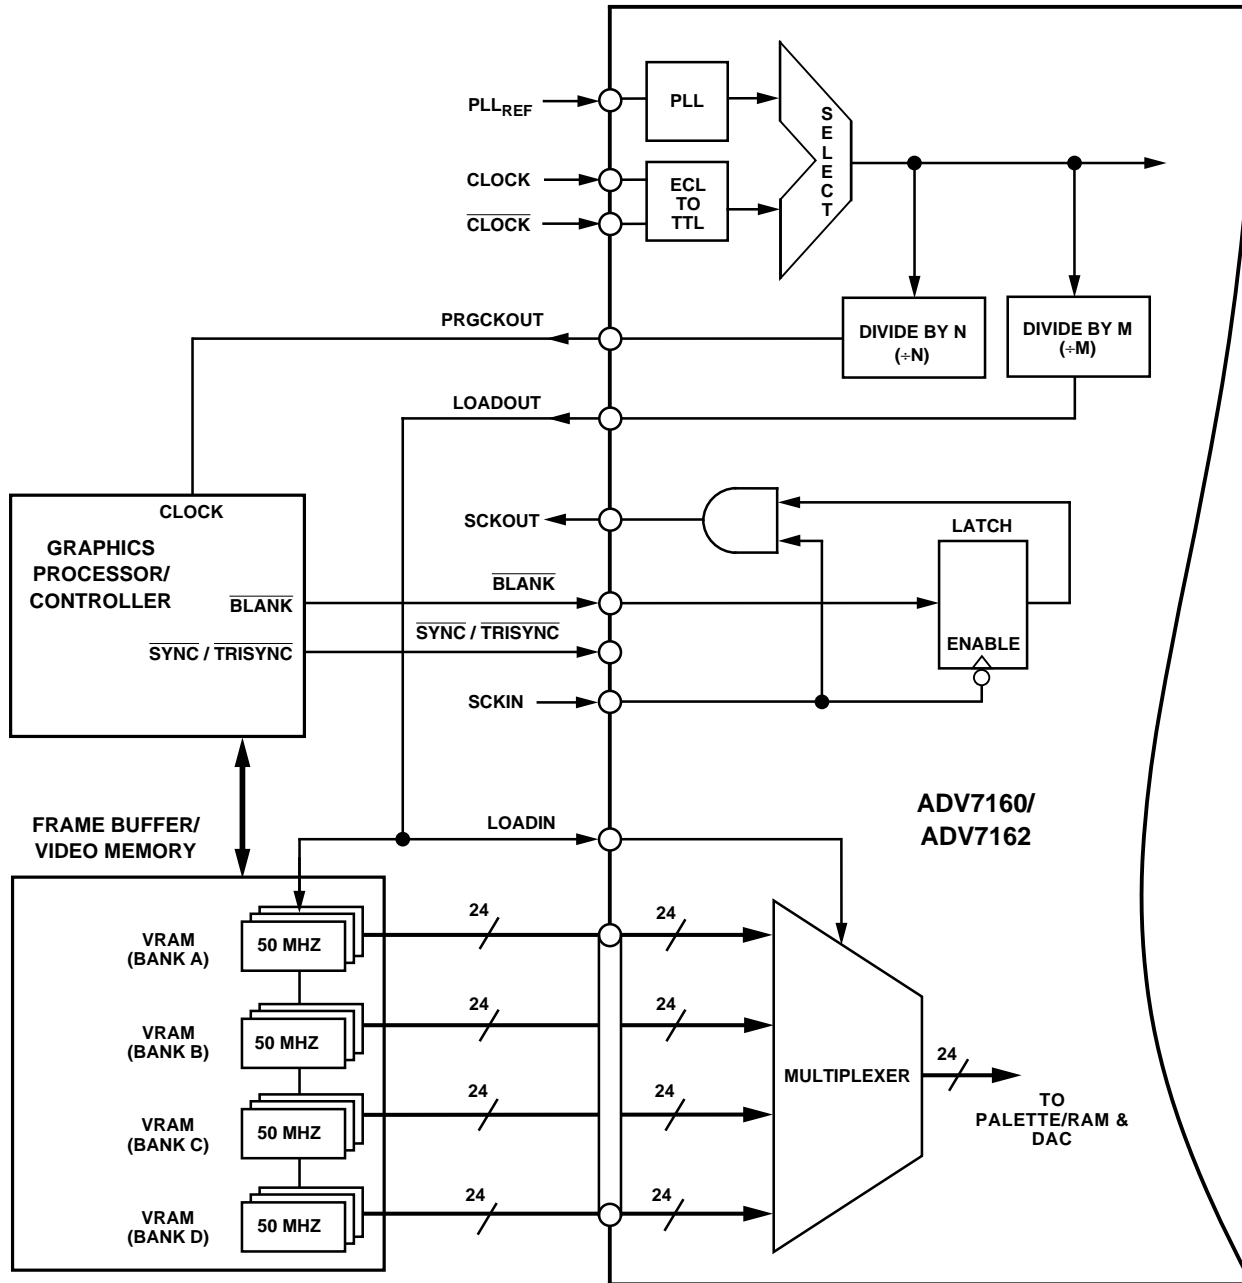 PLLREF
PLL
SELECT
CLOCK
CLOCK
ECL
TO
TTL
PRGCKOUT
DIVIDE BY N
(÷N)
DIVIDE BY M
(÷M)
LOADOUT
CLOCK
GRAPHICS
PROCESSOR/
CONTROLLER
BLANK
SYNC / TRISYNC
SCKOUT
BLANK
SYNC / TRISYNC
SCKIN
LATCH
ENABLE
ADV7160/
ADV7162
FRAME BUFFER/
VIDEO MEMORY
LOADIN
VRAM
(BANK A)
50 MHZ
24
24
VRAM
(BANK B)
50 MHZ
24
24
VRAM
(BANK C)
50 MHZ
24
24
VRAM
(BANK D)
50 MHZ
24
24
MULTIPLEXER
24
TO
PALETTE/RAM &
DAC